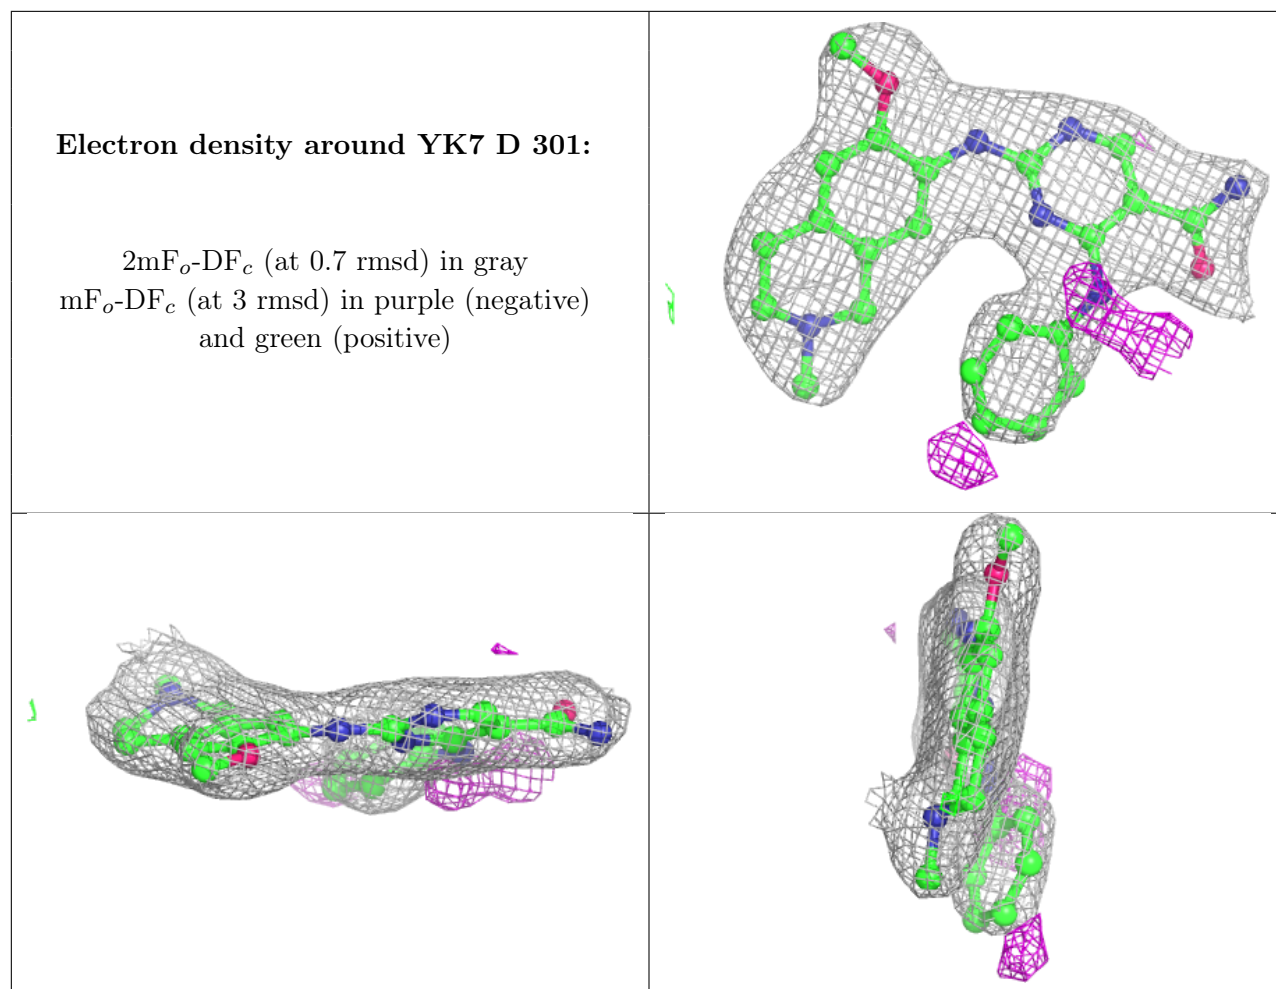 Electron density around YK7 D 301:
2mFo-DFc (at 0.7 rmsd) in gray
mFo-DFc (at 3 rmsd) in purple (negative)
and green (positive)